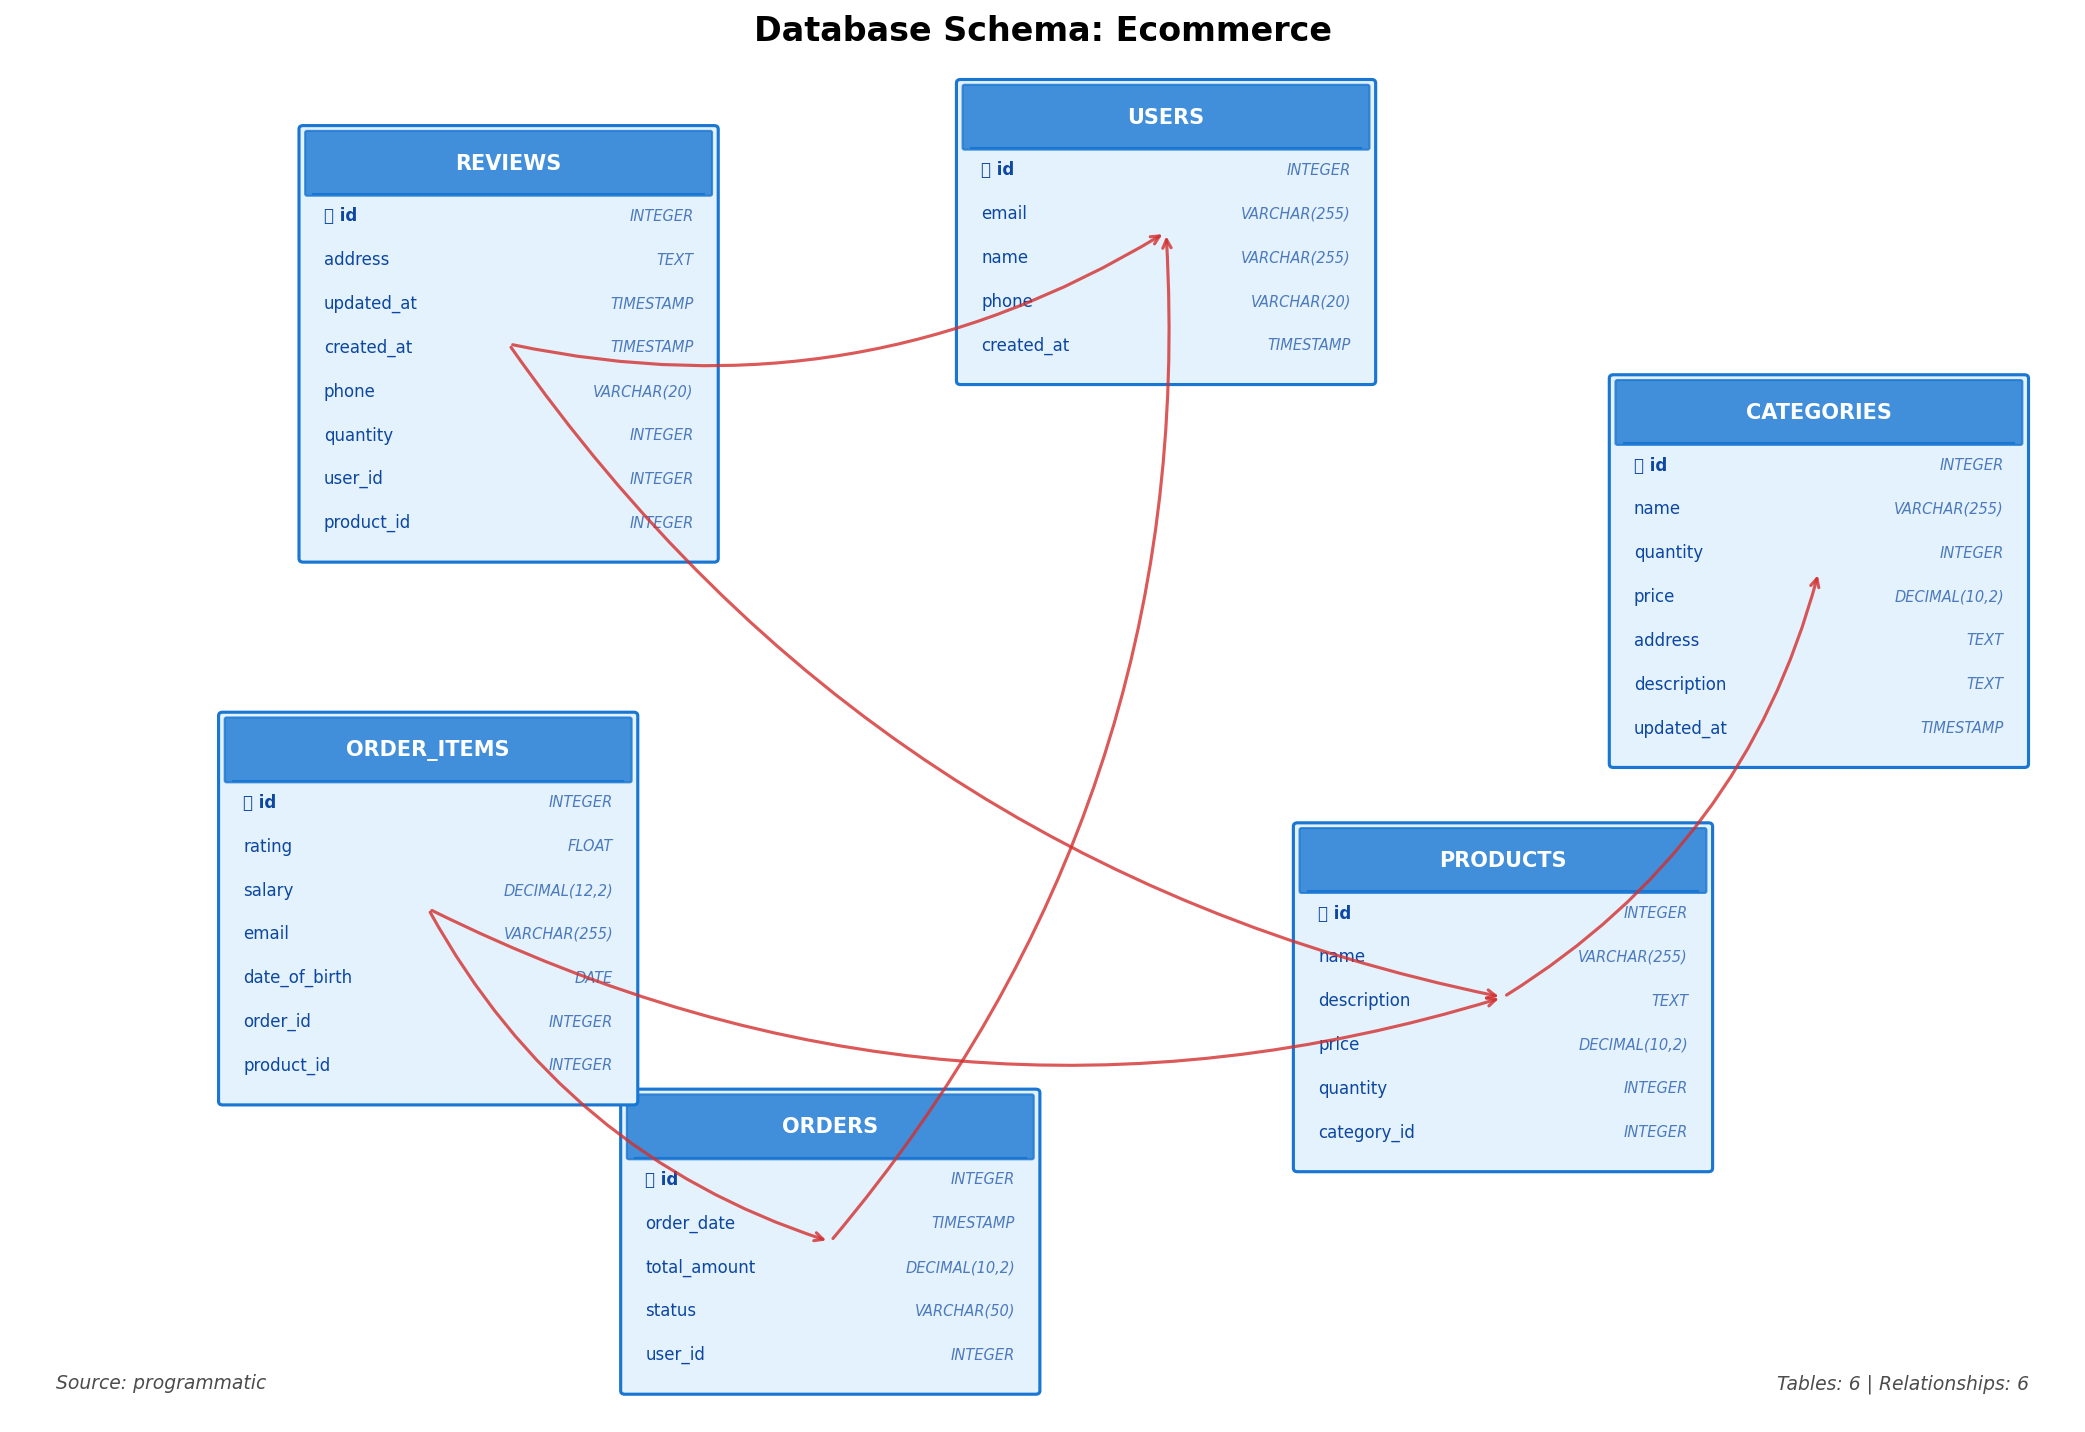 Database Schema: Ecommerce
USERS
id INTEGER
email VARCHAR(255)
name VARCHAR(255)
phone VARCHAR(20)
created_at TIMESTAMP
REVIEWS
id INTEGER
address TEXT
updated_at TIMESTAMP
created_at TIMESTAMP
phone VARCHAR(20)
quantity INTEGER
user_id INTEGER
product_id INTEGER
CATEGORIES
id INTEGER
name VARCHAR(255)
quantity INTEGER
price DECIMAL(10,2)
address TEXT
description TEXT
updated_at TIMESTAMP
ORDER_ITEMS
id INTEGER
rating FLOAT
salary DECIMAL(12,2)
email VARCHAR(255)
date_of_birth DATE
order_id INTEGER
product_id INTEGER
PRODUCTS
id INTEGER
name VARCHAR(255)
description TEXT
price DECIMAL(10,2)
quantity INTEGER
category_id INTEGER
ORDERS
id INTEGER
order_date TIMESTAMP
total_amount DECIMAL(10,2)
status VARCHAR(50)
user_id INTEGER
Source: programmatic
Tables: 6 | Relationships: 6